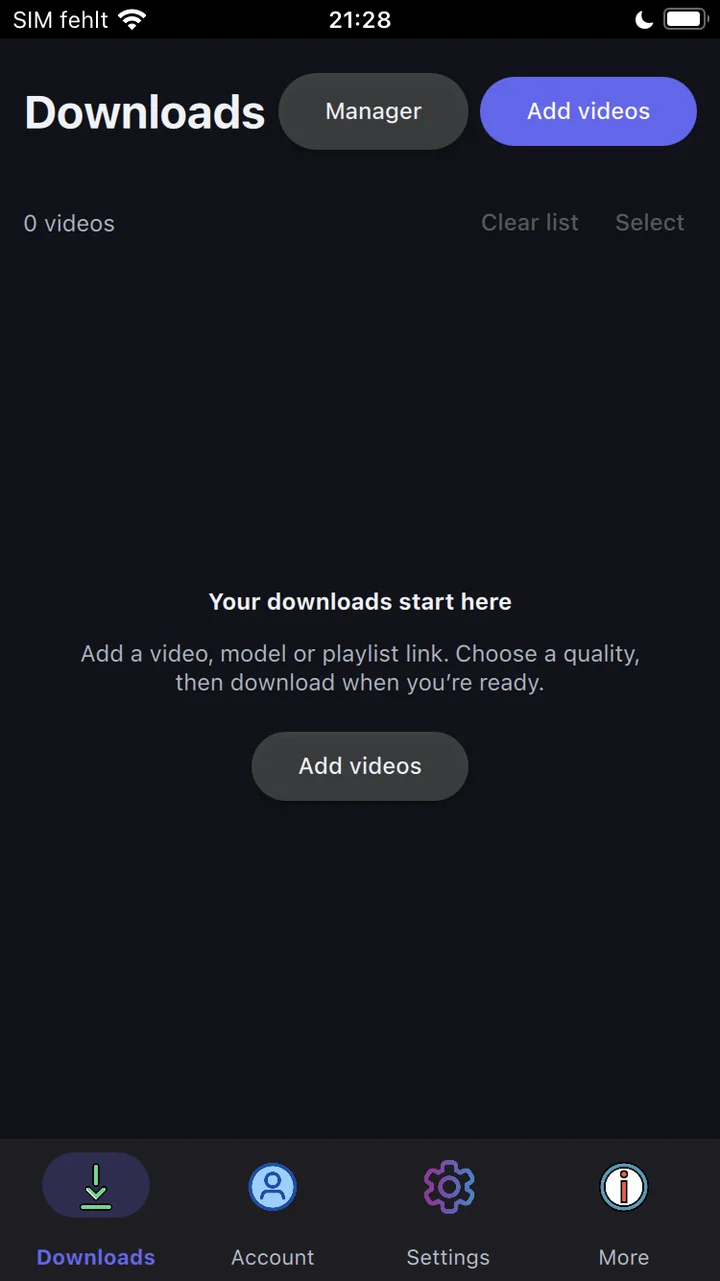 SIM fehlt 21:28
Downloads Manager Add videos
0 videos Clear list Select
Your downloads start here
Add a video, model or playlist link. Choose a quality,
then download when you’re ready.
Add videos
Downloads Account Settings More